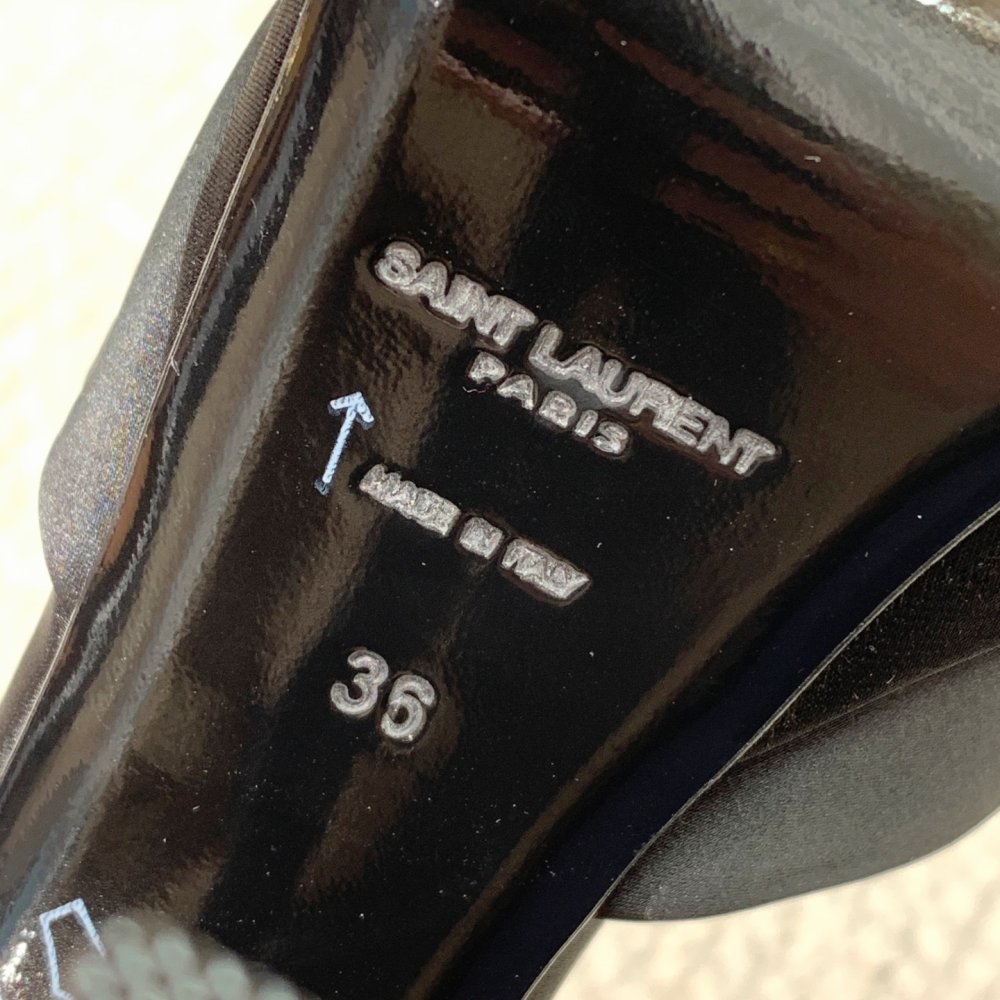 SAINT LAURENT
PARIS
MADE IN ITALY
36